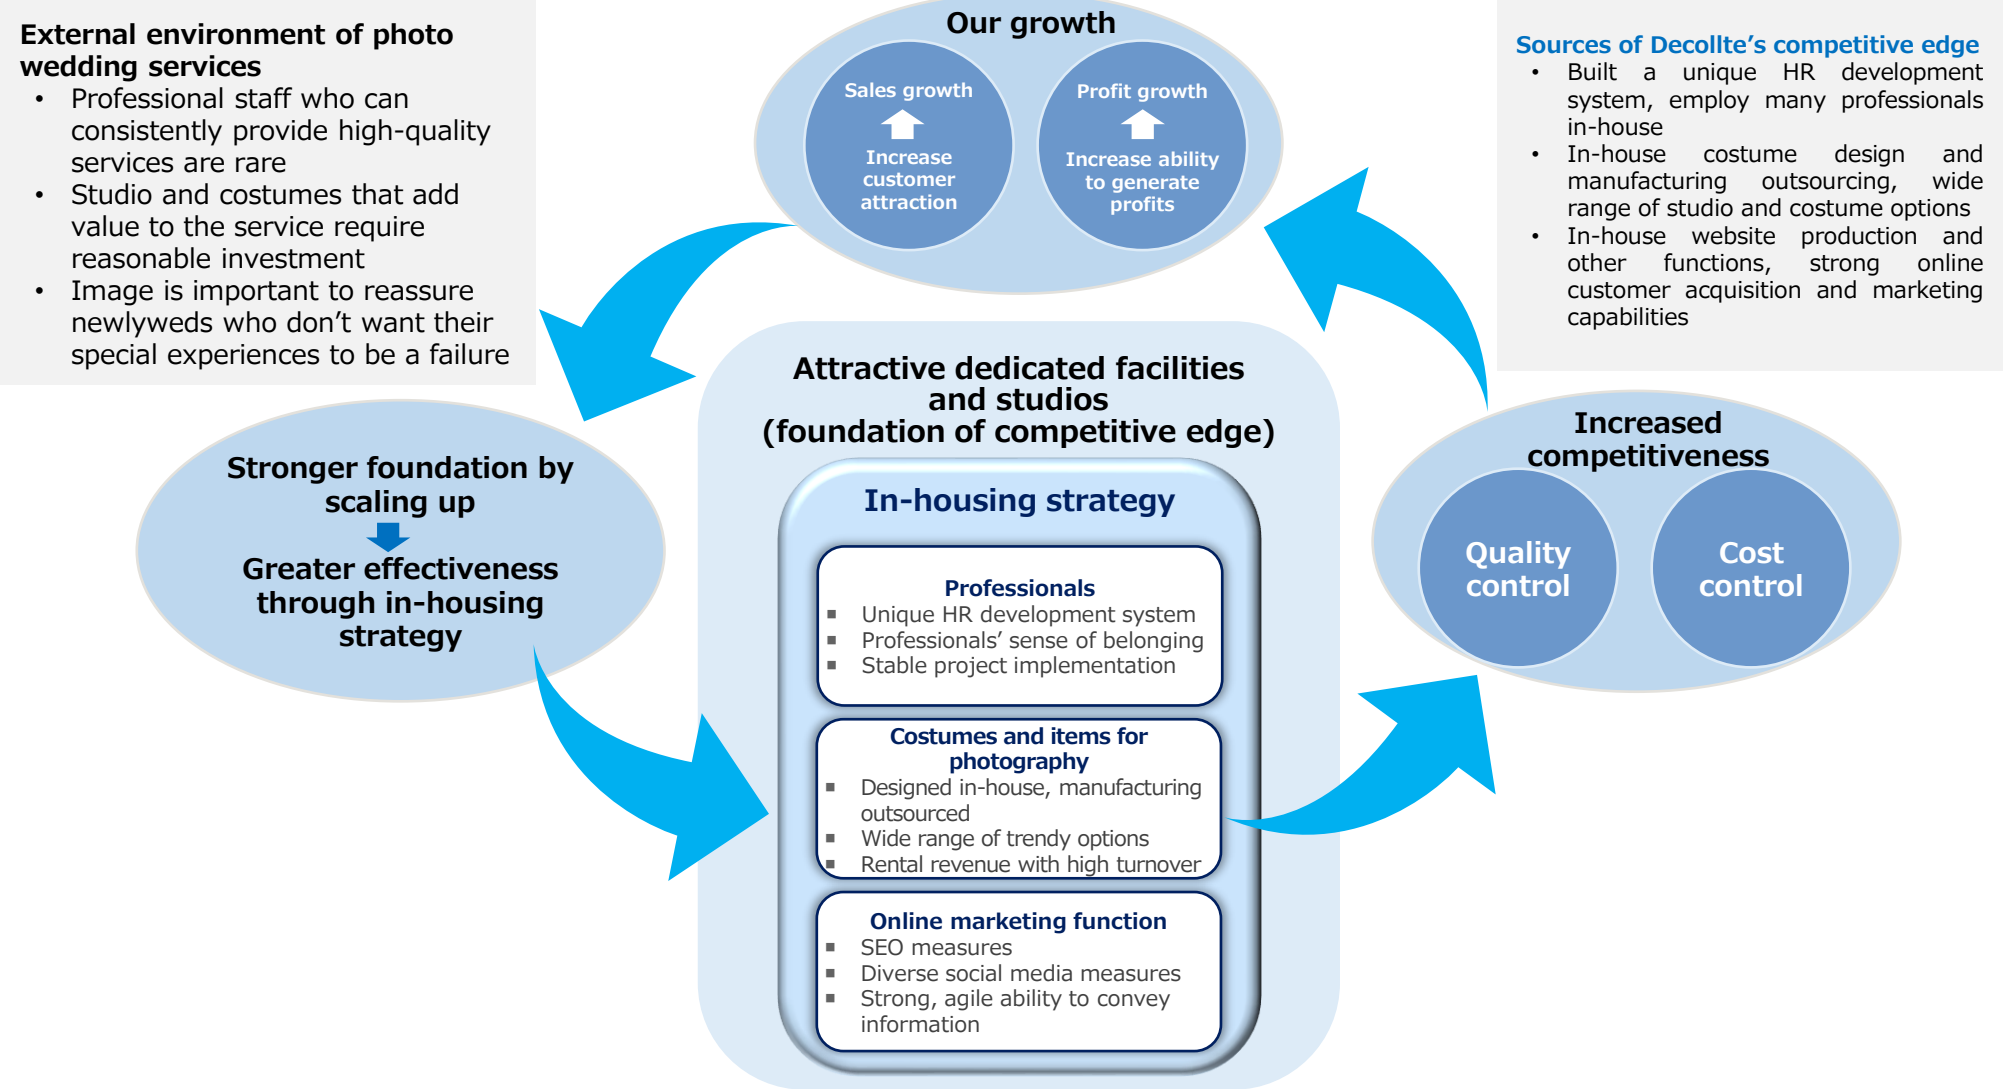 External environment of photo
wedding services
• Professional staff who can
consistently provide high-quality
services are rare
• Studio and costumes that add
value to the service require
reasonable investment
• Image is important to reassure
newlyweds who don’t want their
special experiences to be a failure
Our growth
Sales growth
Increase
customer
attraction
Profit growth
Increase ability
to generate
profits
Sources of Decollte’s competitive edge
• Built a unique HR development
system, employ many professionals
in-house
• In-house costume design and
manufacturing outsourcing, wide
range of studio and costume options
• In-house website production and
other functions, strong online
customer acquisition and marketing
capabilities
Stronger foundation by
scaling up
Greater effectiveness
through in-housing
strategy
Attractive dedicated facilities
and studios
(foundation of competitive edge)
In-housing strategy
Professionals
▪ Unique HR development system
▪ Professionals’ sense of belonging
▪ Stable project implementation
Costumes and items for
photography
▪ Designed in-house, manufacturing
outsourced
▪ Wide range of trendy options
▪ Rental revenue with high turnover
Online marketing function
▪ SEO measures
▪ Diverse social media measures
▪ Strong, agile ability to convey
information
Increased
competitiveness
Quality
control
Cost
control